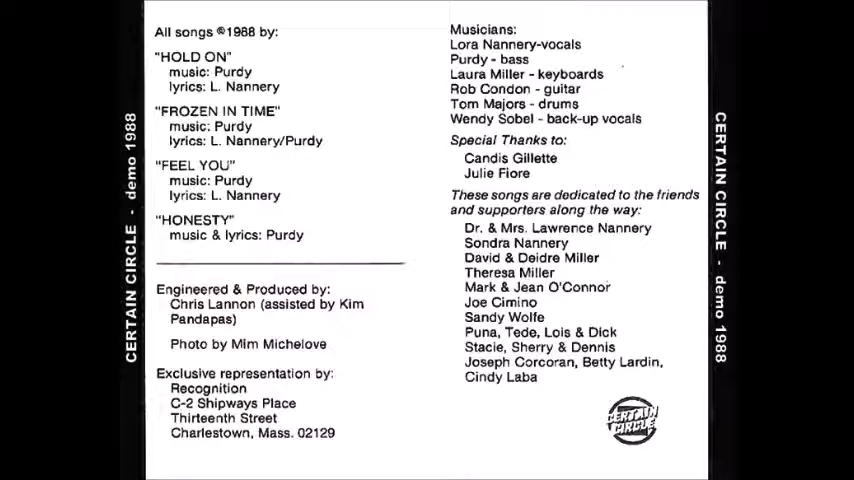 All songs ©1988 by:
"HOLD ON"
music: Purdy
lyrics: L. Nannery
"FROZEN IN TIME"
music: Purdy
lyrics: L. Nannery/Purdy
"FEEL YOU"
music: Purdy
lyrics: L. Nannery
"HONESTY"
music & lyrics: Purdy
Engineered & Produced by:
Chris Lannon (assisted by Kim
Pandapas)
Photo by Mim Michelove
Exclusive representation by:
Recognition
C-2 Shipways Place
Thirteenth Street
Charlestown, Mass. 02129
Musicians:
Lora Nannery-vocals
Purdy - bass
Laura Miller - keyboards
Rob Condon - guitar
Tom Majors - drums
Wendy Sobel - back-up vocals
Special Thanks to:
Candis Gillette
Julie Fiore
These songs are dedicated to the friends
and supporters along the way:
Dr. & Mrs. Lawrence Nannery
Sondra Nannery
David & Deidre Miller
Theresa Miller
Mark & Jean O'Connor
Joe Cimino
Sandy Wolfe
Puna, Tede, Lois & Dick
Stacie, Sherry & Dennis
Joseph Corcoran, Betty Lardin,
Cindy Laba
CERTAIN
CIRCLE
CERTAIN CIRCLE - demo 1988
CERTAIN CIRCLE - demo 1988